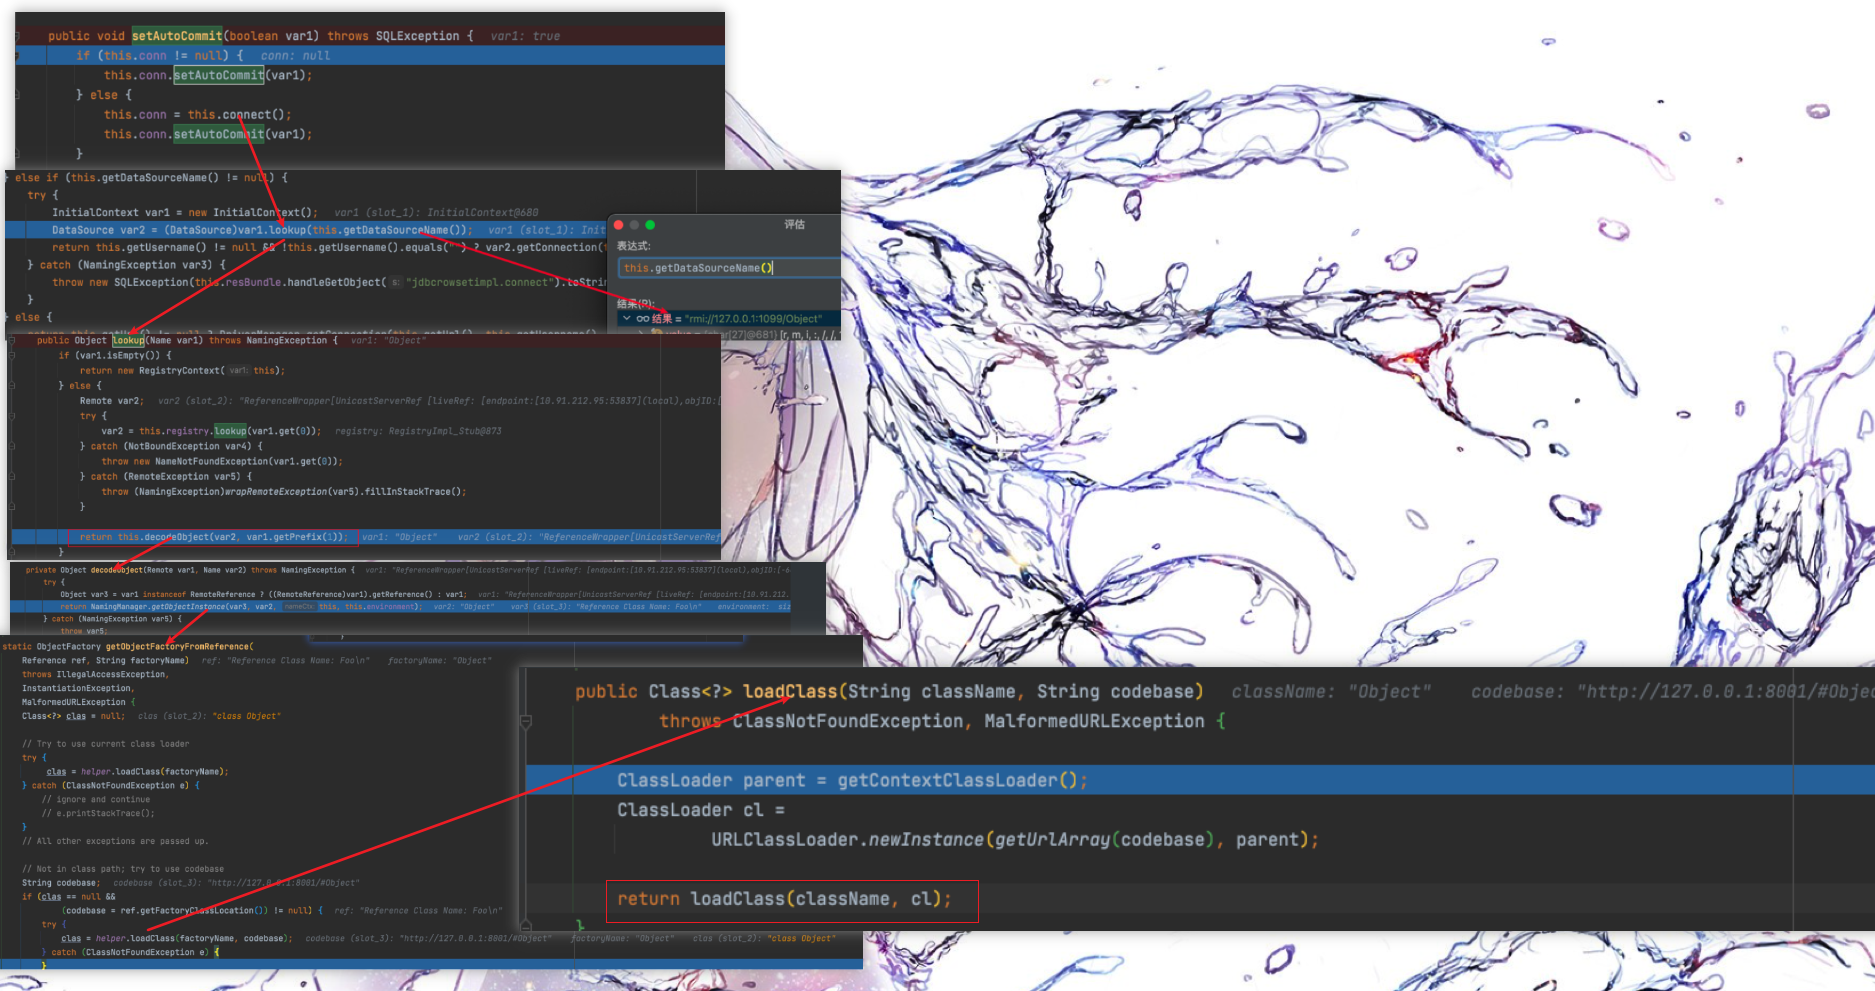 public void setAutoCommit(boolean var1) throws SQLException {   var1: true
if (this.conn != null) {   conn: null
this.conn.setAutoCommit(var1);
} else {
this.conn = this.connect();
this.conn.setAutoCommit(var1);
}
} else if (this.getDataSourceName() != null) {
try {
InitialContext var1 = new InitialContext();   var1 (slot_1): InitialContext@680
DataSource var2 = (DataSource)var1.lookup(this.getDataSourceName());   var1 (slot_1): Init
return this.getUsername() != null && !this.getUsername().equals("") ? var2.getConnection(
} catch (NamingException var3) {
throw new SQLException(this.resBundle.handleGetObject( s: "jdbcrowsetimpl.connect").toStrin
}
} else {
评估
表达式:
this.getDataSourceName()
结果(R):
结果 = "rmi://127.0.0.1:1099/Object"
public Object lookup(Name var1) throws NamingException {   var1: "Object"
if (var1.isEmpty()) {
return new RegistryContext( var1: this);
} else {
Remote var2;   var2 (slot_2): "ReferenceWrapper[UnicastServerRef [liveRef: [endpoint:[10.91.212.95:53837](local),objID:[
try {
var2 = this.registry.lookup(var1.get(0));   registry: RegistryImpl_Stub@873
} catch (NotBoundException var4) {
throw new NameNotFoundException(var1.get(0));
} catch (RemoteException var5) {
throw (NamingException)wrapRemoteException(var5).fillInStackTrace();
}
return this.decodeObject(var2, var1.getPrefix(1));   var1: "Object"   var2 (slot_2): "ReferenceWrapper[UnicastServerRef
}
private Object decodeObject(Remote var1, Name var2) throws NamingException {   var1: "ReferenceWrapper[UnicastServerRef [liveRef: [endpoint:[10.91.212.95:53837](local),objID:[-6
try {
Object var3 = var1 instanceof RemoteReference ? ((RemoteReference)var1).getReference() : var1;   var1: "ReferenceWrapper[UnicastServerRef [liveRef: [endpoint:[10.91.212.
return NamingManager.getObjectInstance(var3, var2, nameCtx: this, this.environment);   var2: "Object"   var3 (slot_3): "Reference Class Name: Foo\n"   environment:  siz
} catch (NamingException var5) {
throw var5;
static ObjectFactory getObjectFactoryFromReference(
Reference ref, String factoryName)   ref: "Reference Class Name: Foo\n"   factoryName: "Object"
throws IllegalAccessException,
InstantiationException,
MalformedURLException {
Class<?> clas = null;   clas (slot_2): "class Object"
// Try to use current class loader
try {
clas = helper.loadClass(factoryName);
} catch (ClassNotFoundException e) {
// ignore and continue
// e.printStackTrace();
}
// All other exceptions are passed up.
// Not in class path; try to use codebase
String codebase;   codebase (slot_3): "http://127.0.0.1:8001/#Object"
if (clas == null &&
(codebase = ref.getFactoryClassLocation()) != null) {   ref: "Reference Class Name: Foo\n"
try {
clas = helper.loadClass(factoryName, codebase);   codebase (slot_3): "http://127.0.0.1:8001/#Object"   factoryName: "Object"   clas (slot_2): "class Object"
} catch (ClassNotFoundException e) {
}
public Class<?> loadClass(String className, String codebase)   className: "Object"   codebase: "http://127.0.0.1:8001/#Objec
throws ClassNotFoundException, MalformedURLException {
ClassLoader parent = getContextClassLoader();
ClassLoader cl =
URLClassLoader.newInstance(getUrlArray(codebase), parent);
return loadClass(className, cl);
}